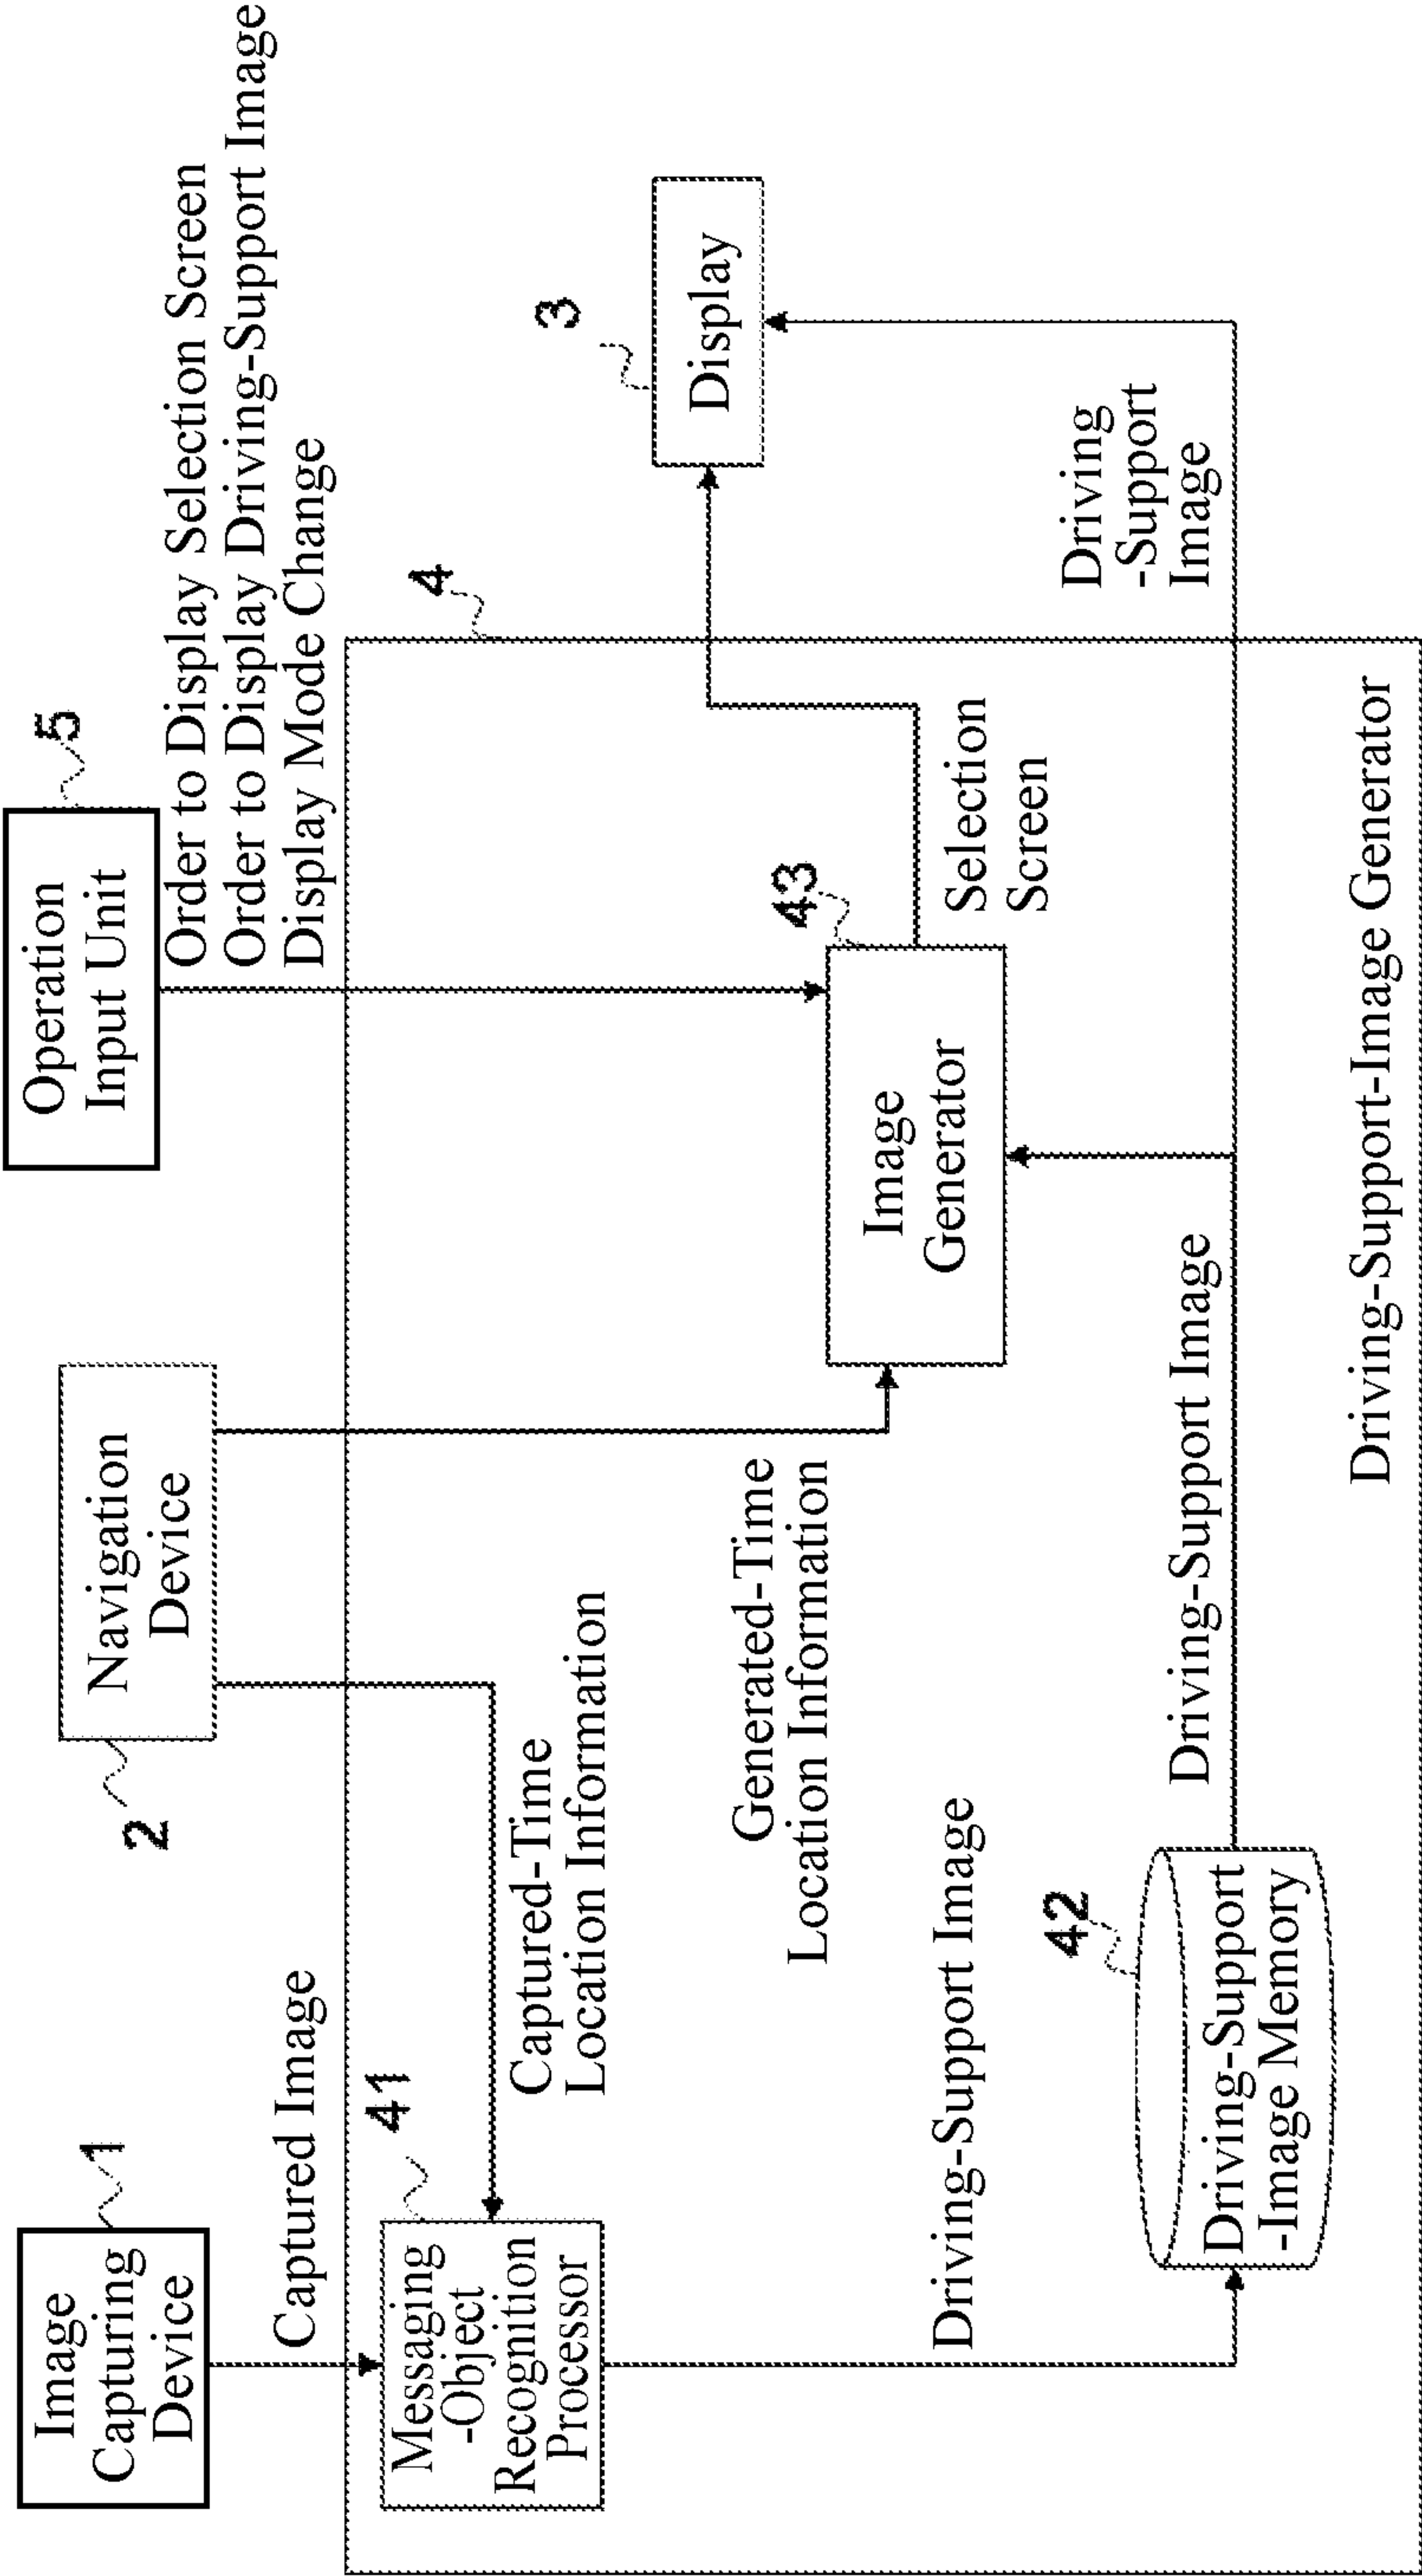 Image
Capturing
Device
1
Captured Image
2
Navigation
Device
Operation
Input Unit
5
Order to Display Selection Screen
Order to Display Driving-Support Image
Display Mode Change
4
41
Messaging
-Object
Recognition
Processor
Captured-Time
Location Information
Generated-Time
Location Information
43
Image
Generator
Selection
Screen
3
Display
Driving-Support Image
42
Driving-Support
-Image Memory
Driving-Support Image
Driving
-Support
Image
Driving-Support-Image Generator